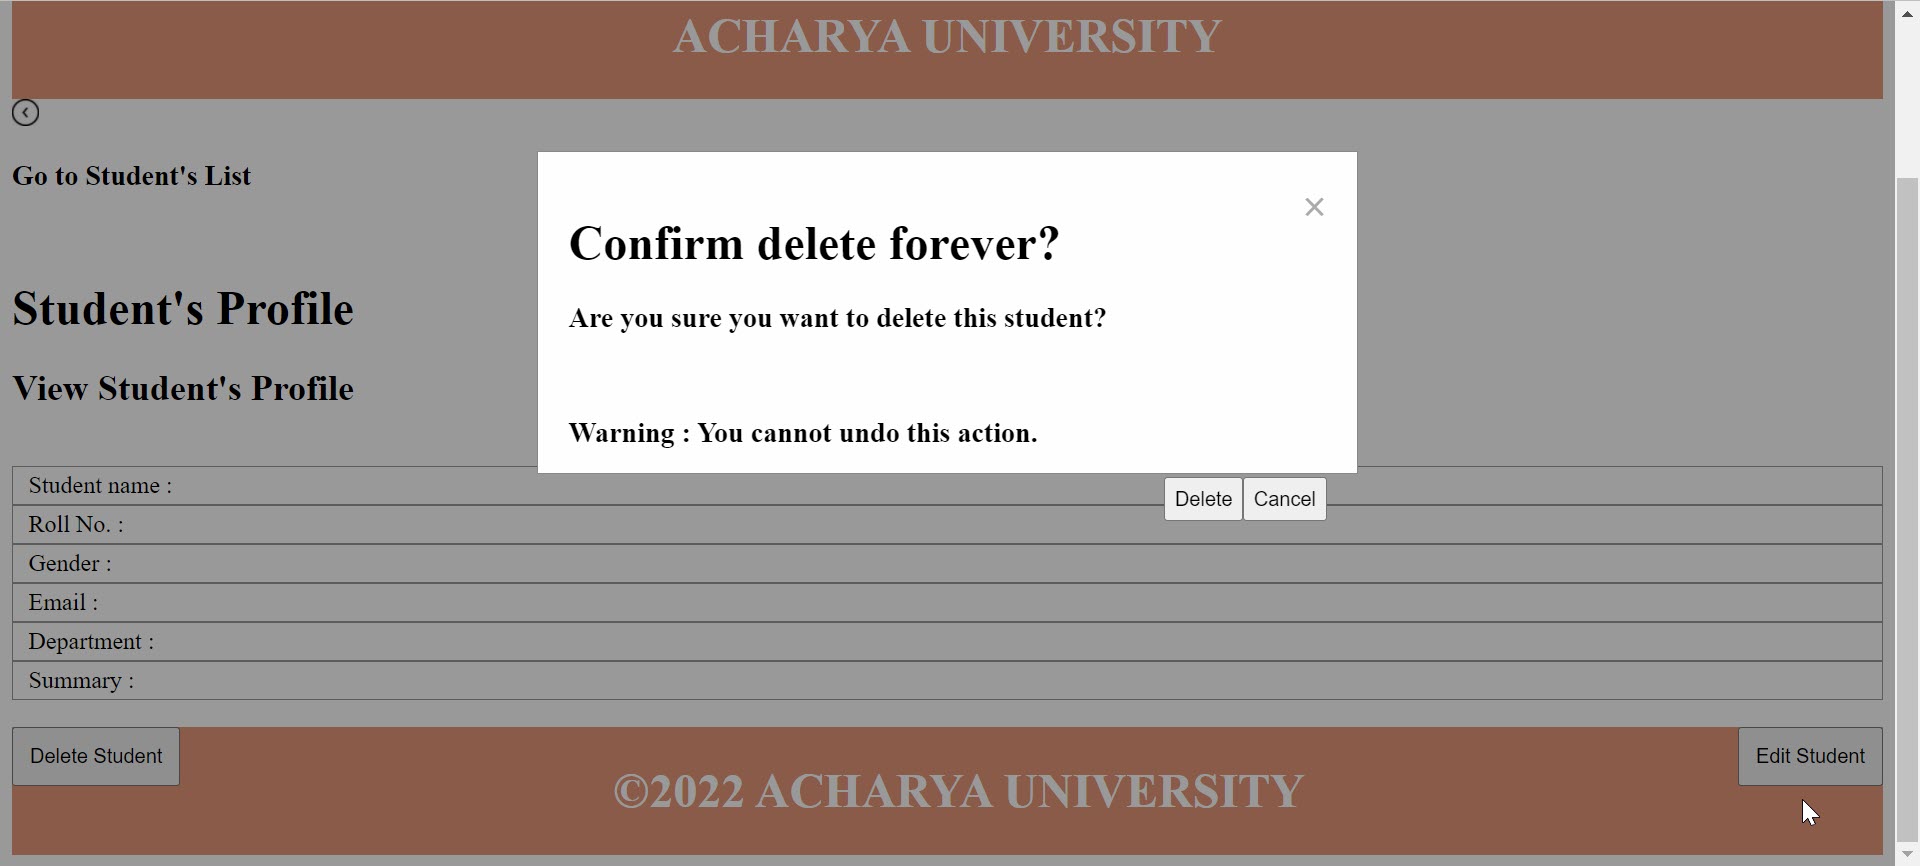 ACHARYA UNIVERSITY
Go to Student's List
Confirm delete forever?
Are you sure you want to delete this student?
Warning : You cannot undo this action.
Delete Cancel
Student's Profile
View Student's Profile
Student name :
Roll No. :
Gender :
Email :
Department :
Summary :
Delete Student
Edit Student
©2022 ACHARYA UNIVERSITY